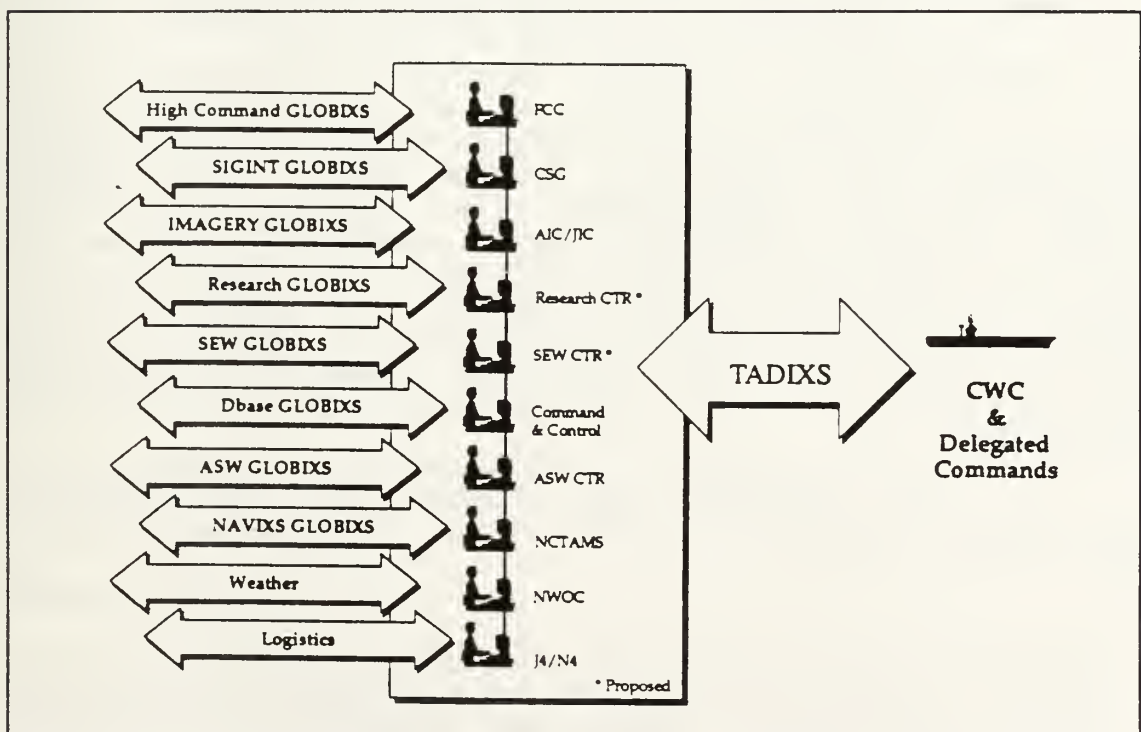 High Command GLOBIXS
FCC
SIGINT GLOBIXS
CSG
IMAGERY GLOBIXS
AIC/JIC
Research GLOBIXS
Research CTR *
SEW GLOBIXS
SEW CTR *
Dbase GLOBIXS
Command
& Control
ASW GLOBIXS
ASW CTR
NAVIXS GLOBIXS
NCTAMS
Weather
NWOC
Logistics
J4/N4
* Proposed
TADIXS
CWC
&
Delegated
Commands